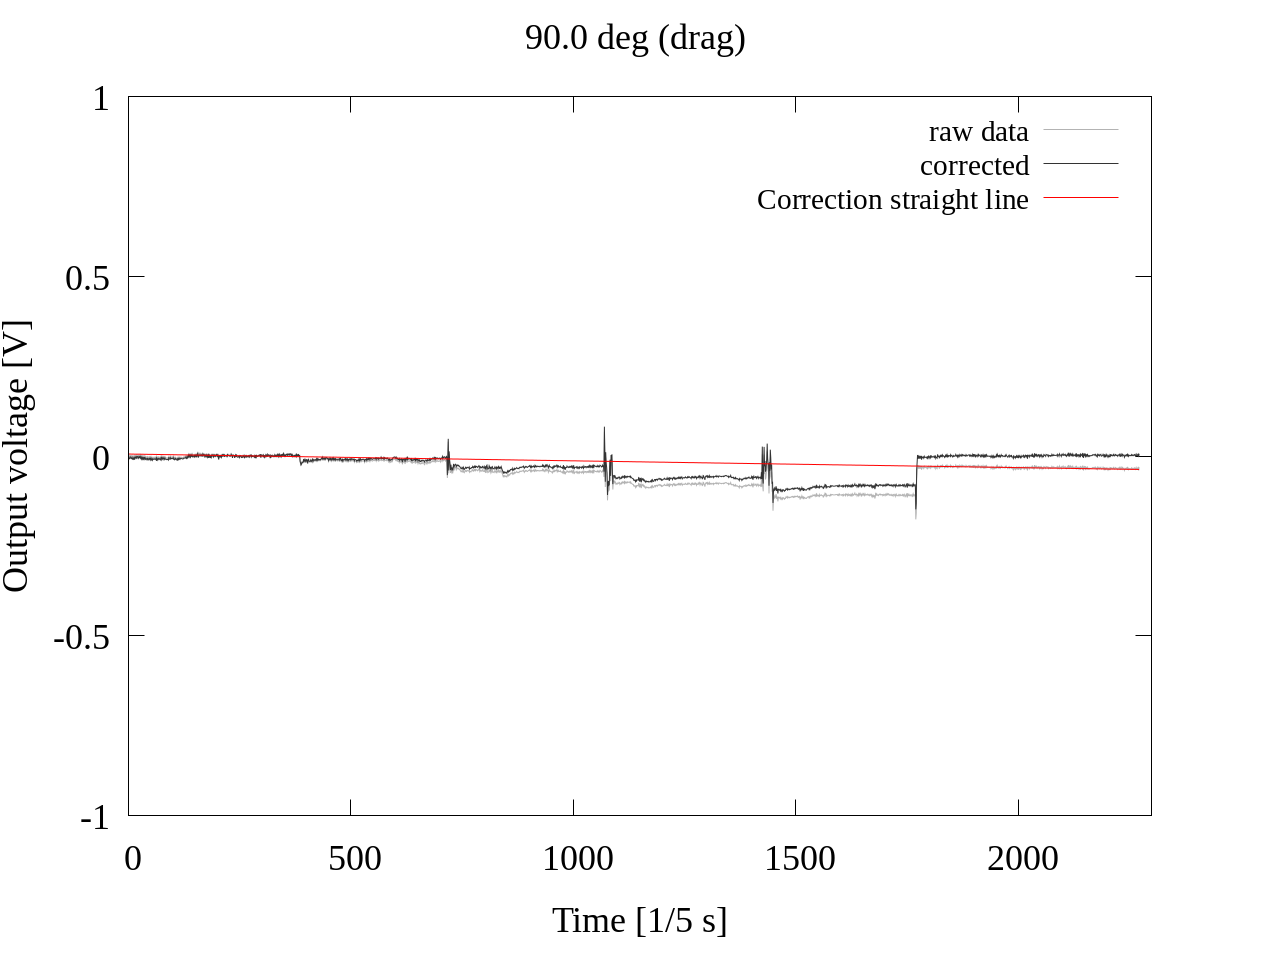 90.0 deg (drag)
raw data
corrected
Correction straight line
1
0.5
0
-0.5
-1
Output voltage [V]
0 500 1000 1500 2000
Time [1/5 s]